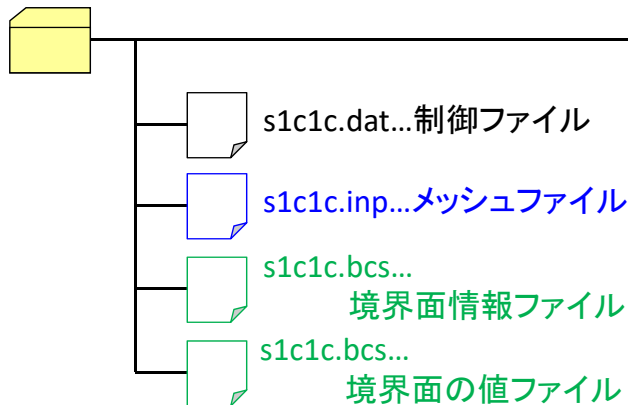 s1c1c.dat…制御ファイル
s1c1c.inp…メッシュファイル
s1c1c.bcs…
境界面情報ファイル
s1c1c.bcs…
境界面の値ファイル